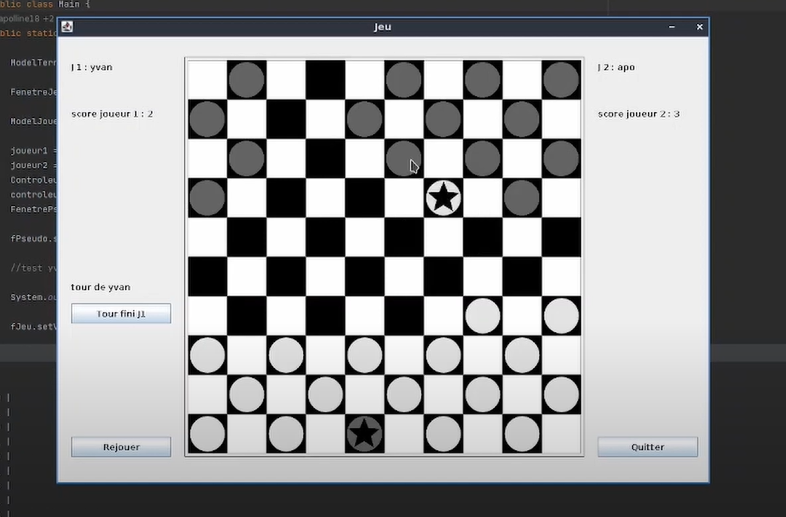 blic class Main {
apolline18 +2
blic stati
Jeu
ModelTerr
FenetreJe
ModelJoue
joueur1 =
joueur2 =
Controleu
controleu
FenetrePs
fPseudo.s
//test yv
System.ou
fJeu.setV
J1 : yvan
score joueur 1 : 2
J2 : apo
score joueur 2 : 3
tour de yvan
Tour fini J1
Rejouer
Quitter